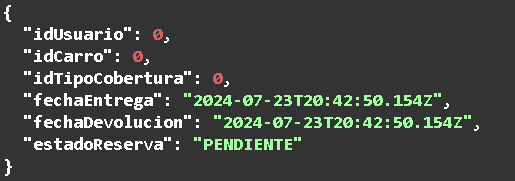 {
  "idUsuario": 0,
  "idCarro": 0,
  "idTipoCobertura": 0,
  "fechaEntrega": "2024-07-23T20:42:50.154Z",
  "fechaDevolucion": "2024-07-23T20:42:50.154Z",
  "estadoReserva": "PENDIENTE"
}